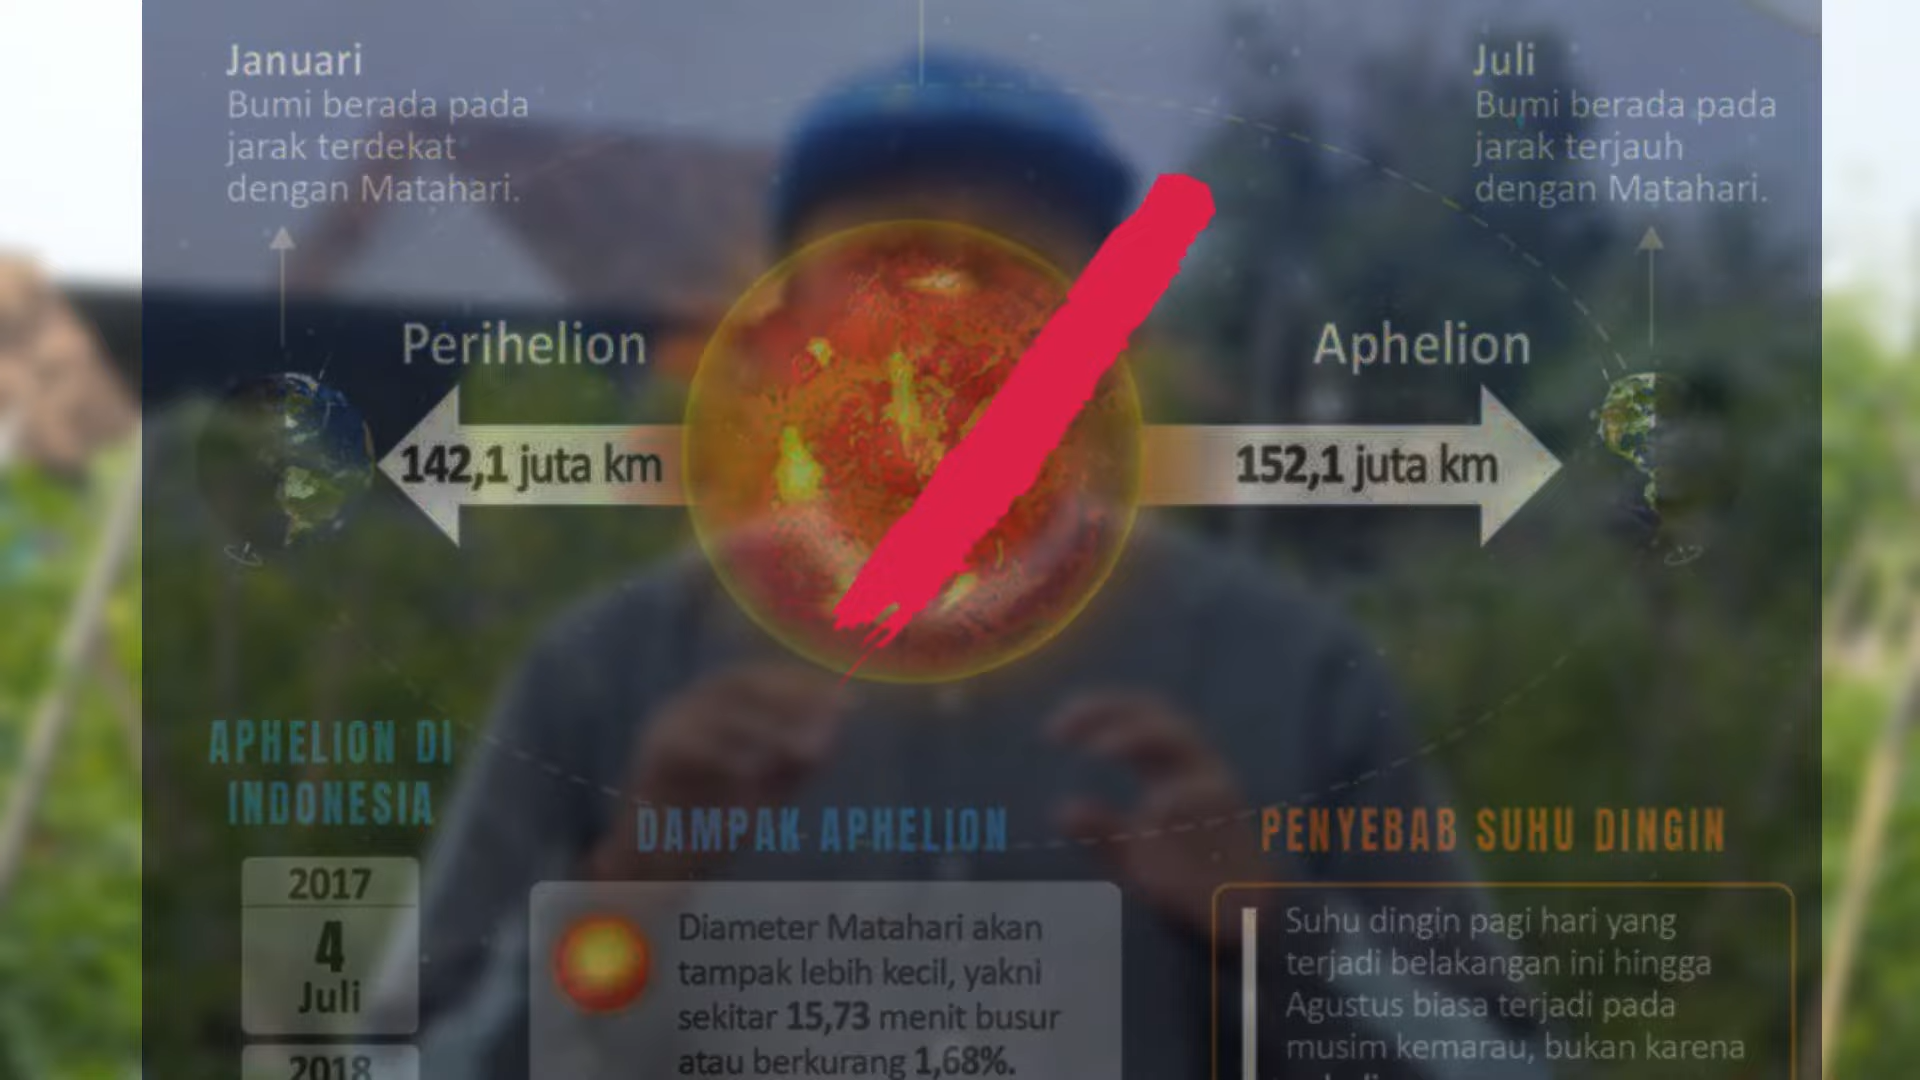 Januari
Bumi berada pada
jarak terdekat
dengan Matahari.
Juli
Bumi berada pada
jarak terjauh
dengan Matahari.
Perihelion
Aphelion
142,1 juta km
152,1 juta km
APHELION DI
INDONESIA
2017
4
Juli
2018
DAMPAK APHELION
Diameter Matahari akan
tampak lebih kecil, yakni
sekitar 15,73 menit busur
atau berkurang 1,68%.
PENYEBAB SUHU DINGIN
Suhu dingin pagi hari yang
terjadi belakangan ini hingga
Agustus biasa terjadi pada
musim kemarau, bukan karena